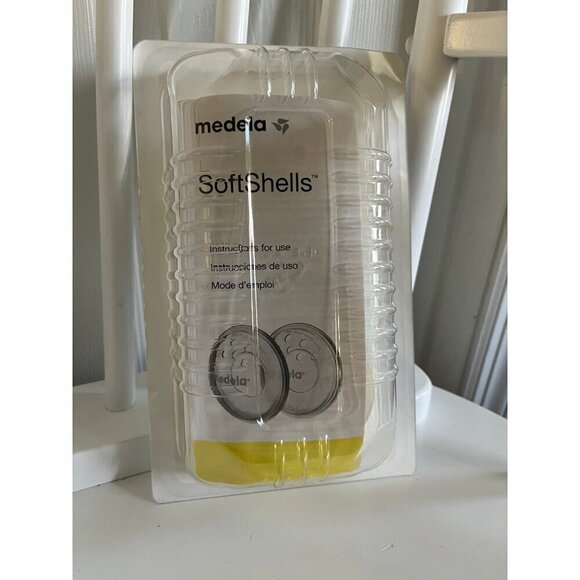 medela
SoftShells™
Instructions for use
Instrucciones de uso
Mode d'emploi
medela